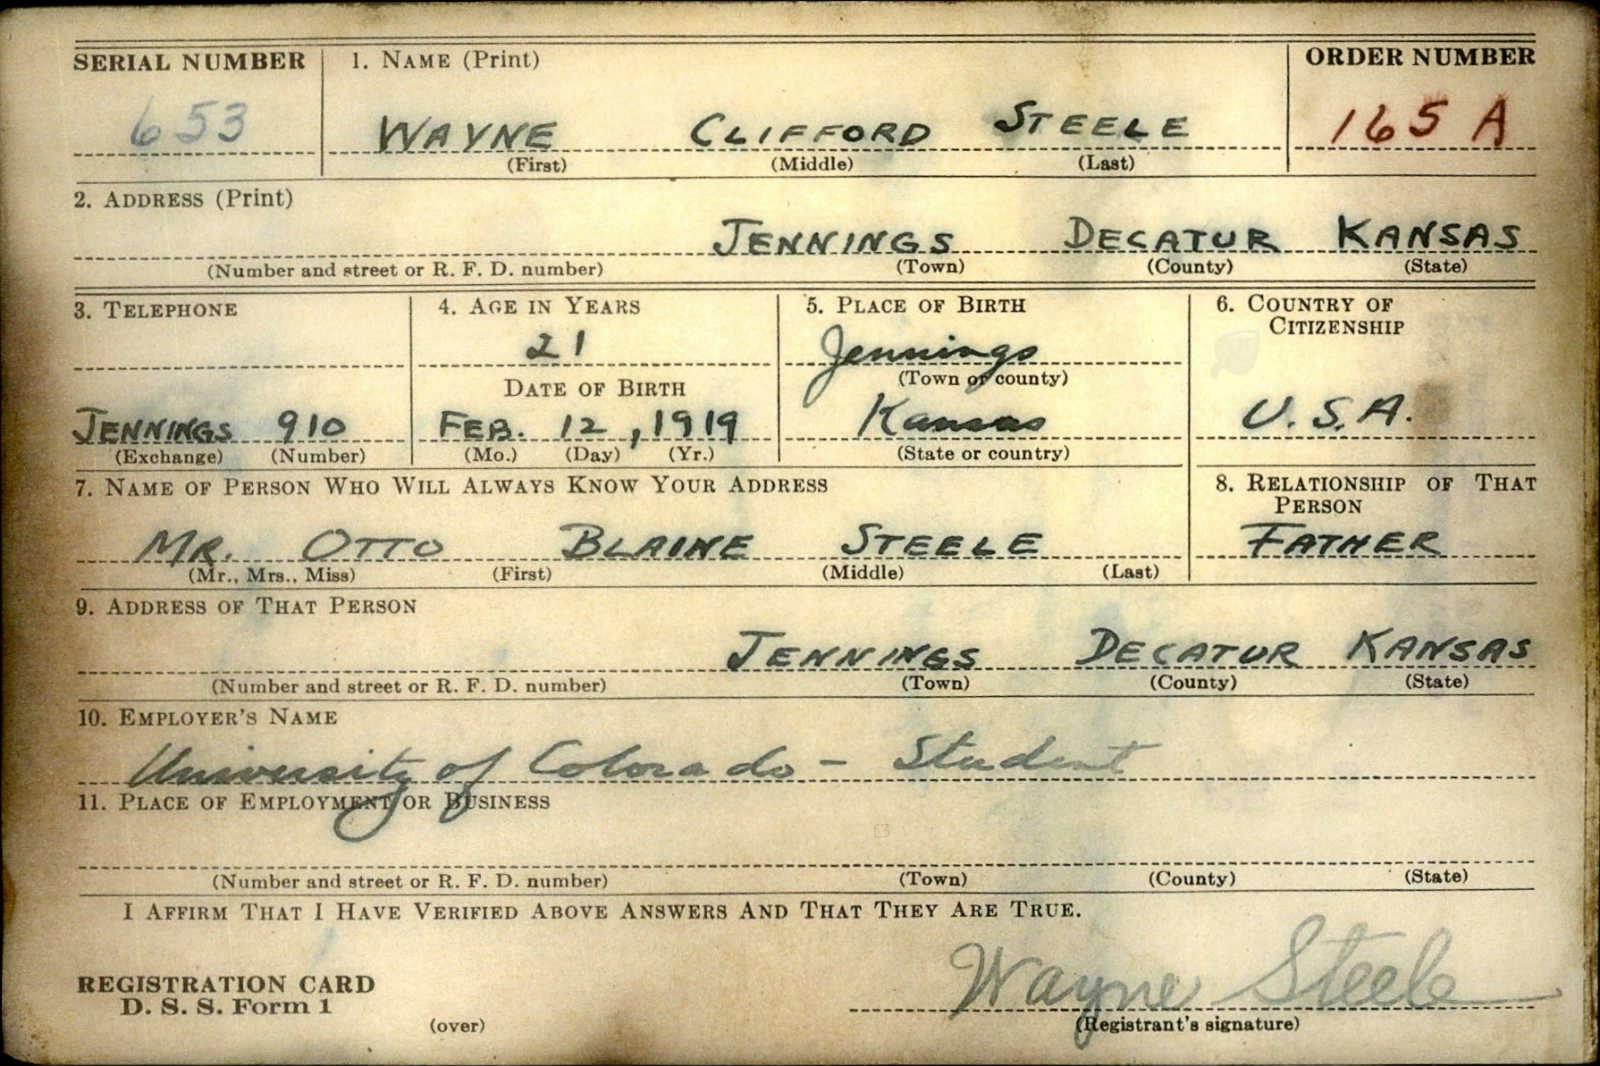 SERIAL NUMBER 1. NAME (Print) ORDER NUMBER
653 WAYNE CLIFFORD STEELE 165 A
(First) (Middle) (Last)
2. ADDRESS (Print)
JENNINGS DECATUR KANSAS
(Number and street or R. F. D. number) (Town) (County) (State)
3. TELEPHONE 4. AGE IN YEARS 5. PLACE OF BIRTH 6. COUNTRY OF CITIZENSHIP
21 Jennings
(Town or county)
DATE OF BIRTH
JENNINGS 910 FEB. 12, 1919 Kansas U.S.A.
(Exchange) (Number) (Mo.) (Day) (Yr.) (State or country)
7. NAME OF PERSON WHO WILL ALWAYS KNOW YOUR ADDRESS 8. RELATIONSHIP OF THAT PERSON
MR. OTTO BLAINE STEELE FATHER
(Mr., Mrs., Miss) (First) (Middle) (Last)
9. ADDRESS OF THAT PERSON
JENNINGS DECATUR KANSAS
(Number and street or R. F. D. number) (Town) (County) (State)
10. EMPLOYER'S NAME
University of Colorado - Student
11. PLACE OF EMPLOYMENT OR BUSINESS
(Number and street or R. F. D. number) (Town) (County) (State)
I AFFIRM THAT I HAVE VERIFIED ABOVE ANSWERS AND THAT THEY ARE TRUE.
REGISTRATION CARD
D. S. S. Form 1
Wayne Steele
(over) (Registrant's signature)